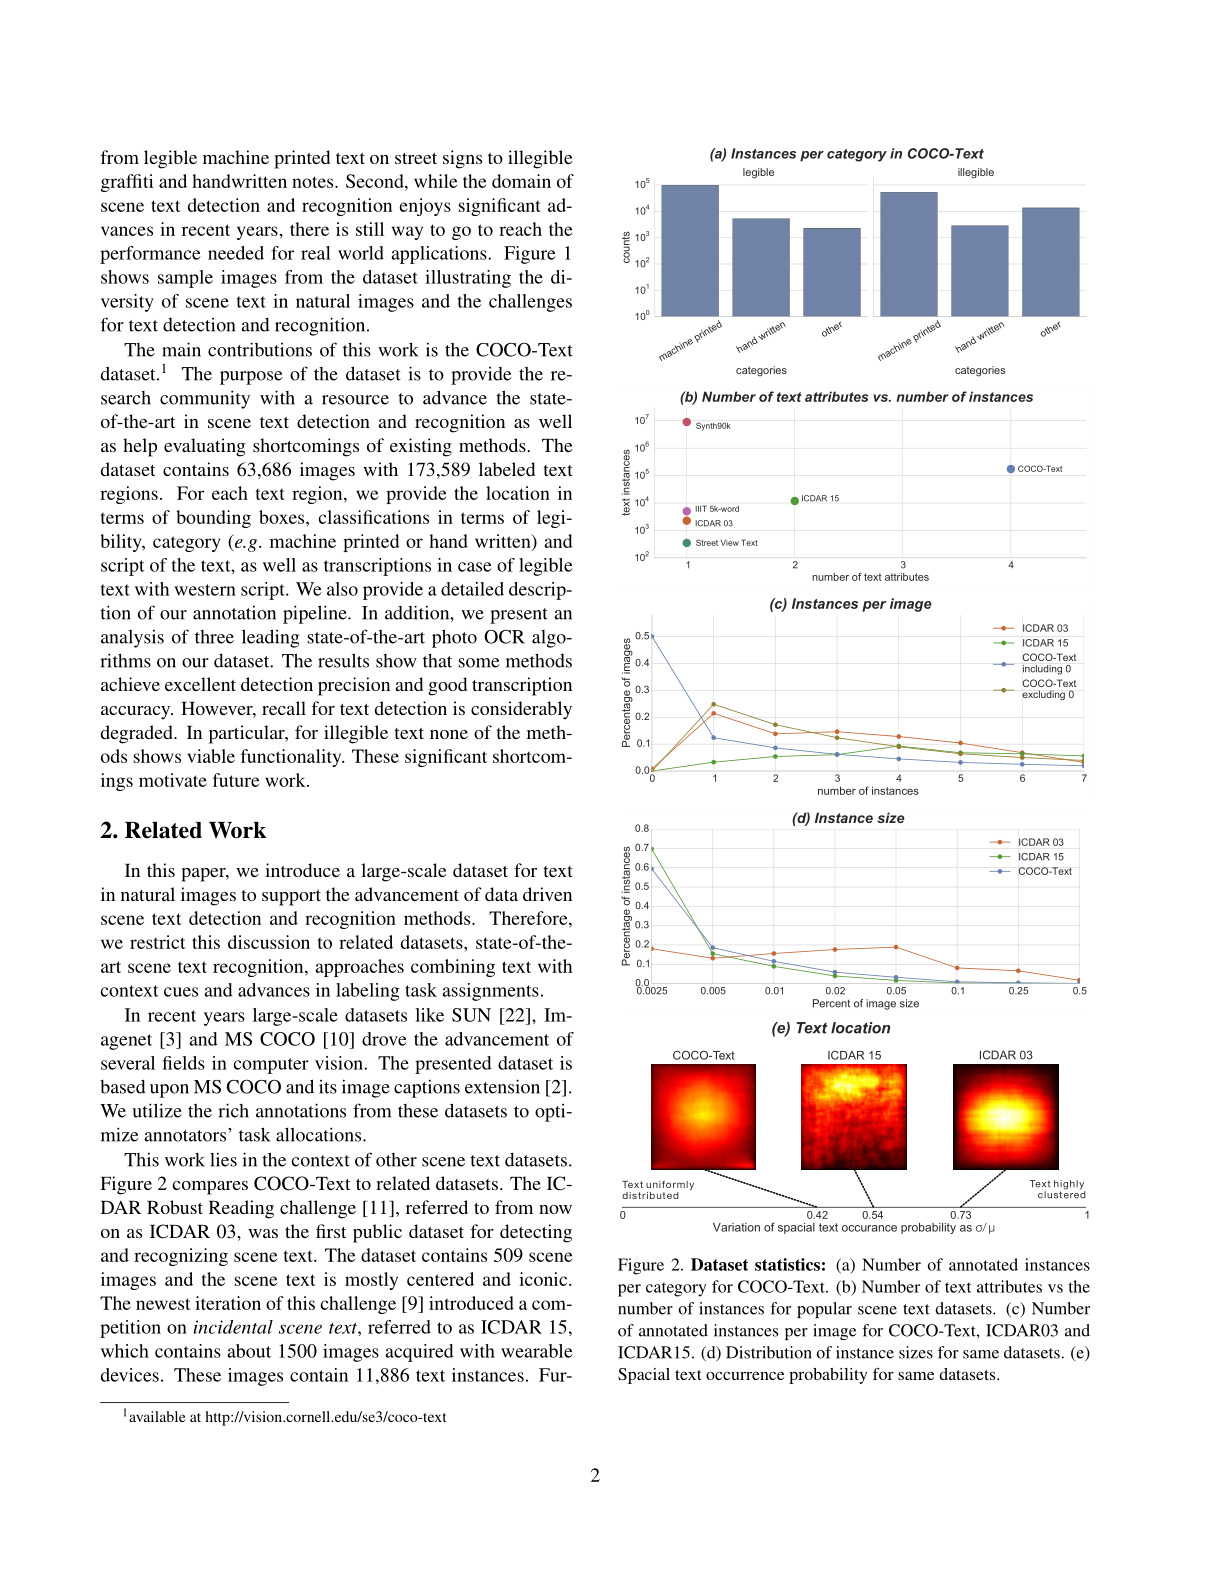 from legible machine printed text on street signs to illegible
graffiti and handwritten notes. Second, while the domain of
scene text detection and recognition enjoys significant ad-
vances in recent years, there is still way to go to reach the
performance needed for real world applications. Figure 1
shows sample images from the dataset illustrating the di-
versity of scene text in natural images and the challenges
for text detection and recognition.
The main contributions of this work is the COCO-Text
dataset.1 The purpose of the dataset is to provide the re-
search community with a resource to advance the state-
of-the-art in scene text detection and recognition as well
as help evaluating shortcomings of existing methods. The
dataset contains 63,686 images with 173,589 labeled text
regions. For each text region, we provide the location in
terms of bounding boxes, classifications in terms of legi-
bility, category (e.g. machine printed or hand written) and
script of the text, as well as transcriptions in case of legible
text with western script. We also provide a detailed descrip-
tion of our annotation pipeline. In addition, we present an
analysis of three leading state-of-the-art photo OCR algo-
rithms on our dataset. The results show that some methods
achieve excellent detection precision and good transcription
accuracy. However, recall for text detection is considerably
degraded. In particular, for illegible text none of the meth-
ods shows viable functionality. These significant shortcom-
ings motivate future work.
2. Related Work
In this paper, we introduce a large-scale dataset for text
in natural images to support the advancement of data driven
scene text detection and recognition methods. Therefore,
we restrict this discussion to related datasets, state-of-the-
art scene text recognition, approaches combining text with
context cues and advances in labeling task assignments.
In recent years large-scale datasets like SUN [22], Im-
agenet [3] and MS COCO [10] drove the advancement of
several fields in computer vision. The presented dataset is
based upon MS COCO and its image captions extension [2].
We utilize the rich annotations from these datasets to opti-
mize annotators' task allocations.
This work lies in the context of other scene text datasets.
Figure 2 compares COCO-Text to related datasets. The IC-
DAR Robust Reading challenge [11], referred to from now
on as ICDAR 03, was the first public dataset for detecting
and recognizing scene text. The dataset contains 509 scene
images and the scene text is mostly centered and iconic.
The newest iteration of this challenge [9] introduced a com-
petition on incidental scene text, referred to as ICDAR 15,
which contains about 1500 images acquired with wearable
devices. These images contain 11,886 text instances. Fur-
1available at http://vision.cornell.edu/se3/coco-text
(a) Instances per category in COCO-Text
legible illegible
counts
10^5
10^4
10^3
10^2
10^1
10^0
machine printed hand written other machine printed hand written other
categories categories
(b) Number of text attributes vs. number of instances
text instances
10^7
10^6
10^5
10^4
10^3
10^2
Synth90k
COCO-Text
ICDAR 15
IIIT 5k-word
ICDAR 03
Street View Text
1 2 3 4
number of text attributes
(c) Instances per image
Percentage of images
0.5
0.4
0.3
0.2
0.1
0.0
ICDAR 03
ICDAR 15
COCO-Text
including 0
COCO-Text
excluding 0
0 1 2 3 4 5 6 7
number of instances
(d) Instance size
Percentage of instances
0.8
0.7
0.6
0.5
0.4
0.3
0.2
0.1
0.0
ICDAR 03
ICDAR 15
COCO-Text
0.0025 0.005 0.01 0.02 0.05 0.1 0.25 0.5
Percent of image size
(e) Text location
COCO-Text ICDAR 15 ICDAR 03
Text uniformly
distributed
Text highly
clustered
0 0.42 0.54 0.73 1
Variation of spacial text occurance probability as σ/μ
Figure 2. Dataset statistics: (a) Number of annotated instances
per category for COCO-Text. (b) Number of text attributes vs the
number of instances for popular scene text datasets. (c) Number
of annotated instances per image for COCO-Text, ICDAR03 and
ICDAR15. (d) Distribution of instance sizes for same datasets. (e)
Spacial text occurrence probability for same datasets.
2